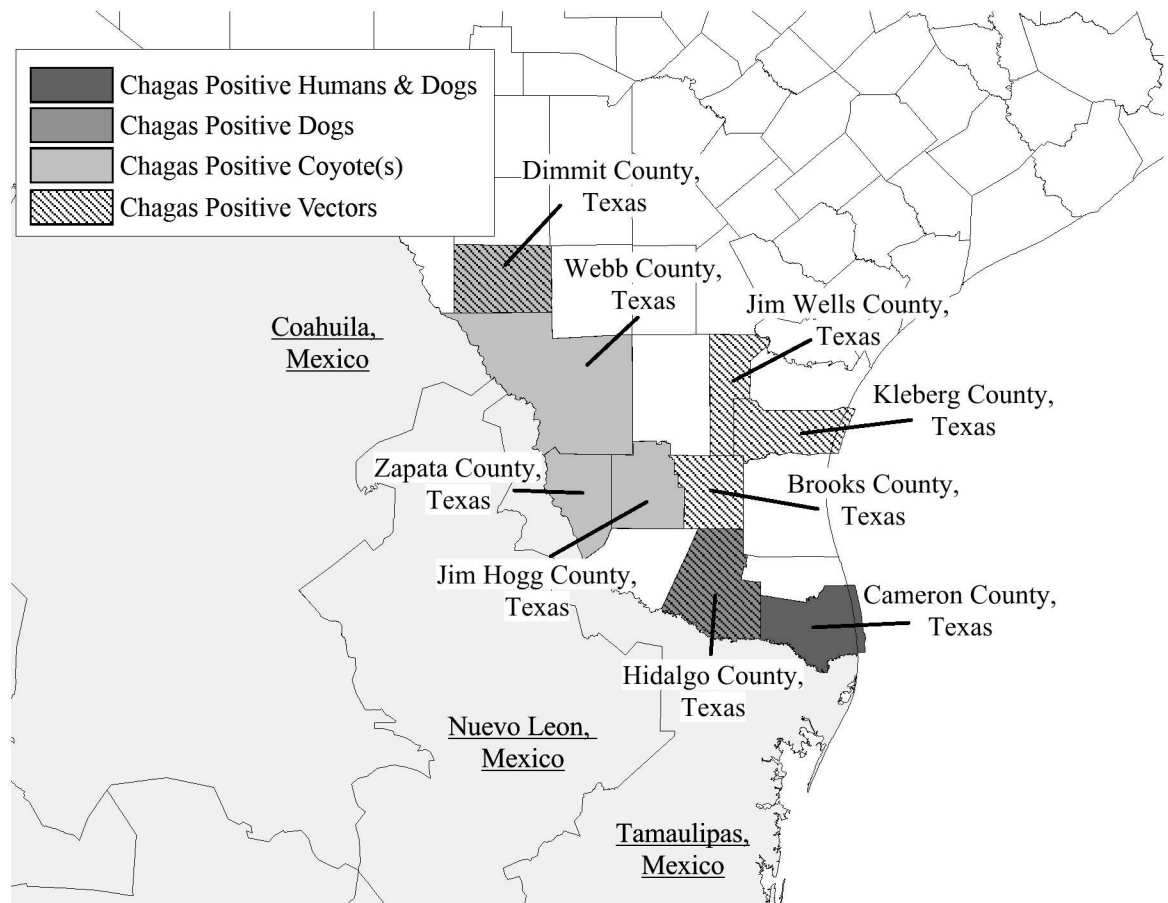 Chagas Positive Humans & Dogs
Chagas Positive Dogs
Chagas Positive Coyote(s)
Chagas Positive Vectors
Dimmit County,
Texas
Webb County,
Texas
Jim Wells County,
Texas
Coahuila,
Mexico
Kleberg County,
Texas
Zapata County,
Texas
Brooks County,
Texas
Jim Hogg County,
Texas
Cameron County,
Texas
Hidalgo County,
Texas
Nuevo Leon,
Mexico
Tamaulipas,
Mexico